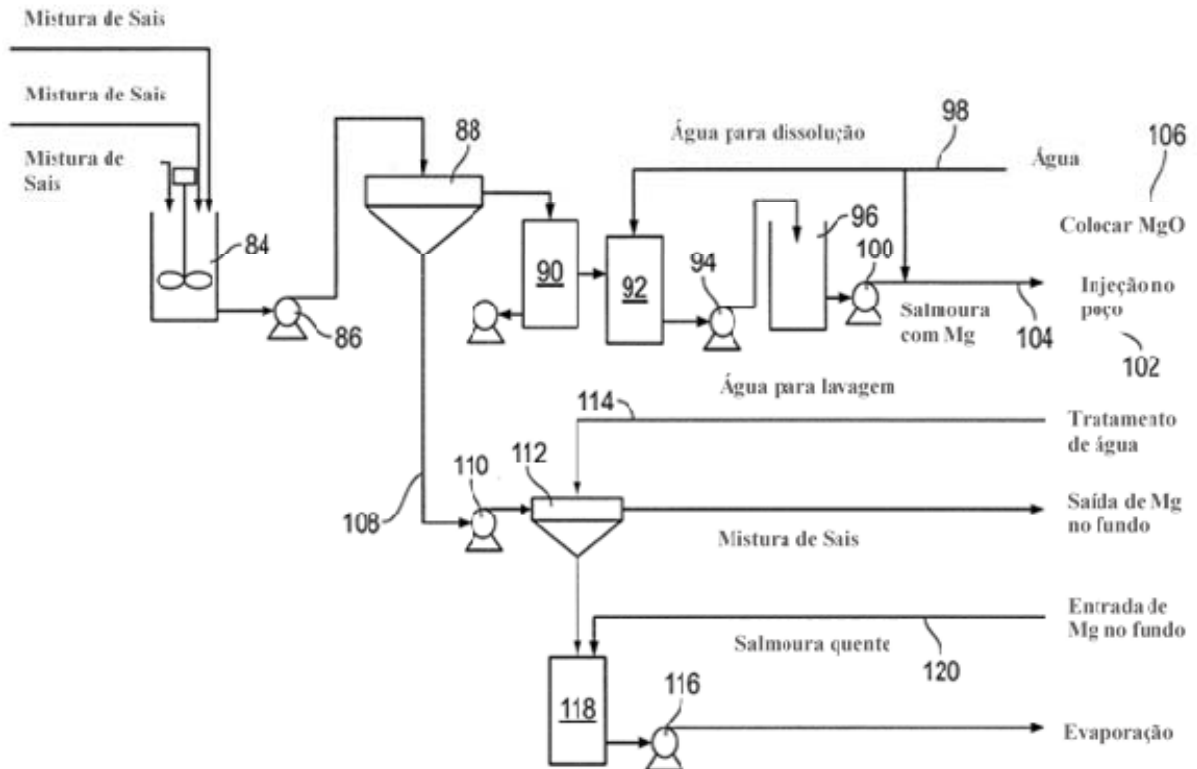 Mistura de Sais
Mistura de Sais
Mistura de
Sais
84
86
88
90
92
94
96
98
Água para dissolução
Água
100
Salmoura
com Mg
104
106
Colocar MgO
Injeção no
poço
102
Água para lavagem
114
Tratamento
de água
108
110
112
Saída de Mg
no fundo
Mistura de Sais
Entrada de
Mg no fundo
Salmoura quente
120
118
116
Evaporação